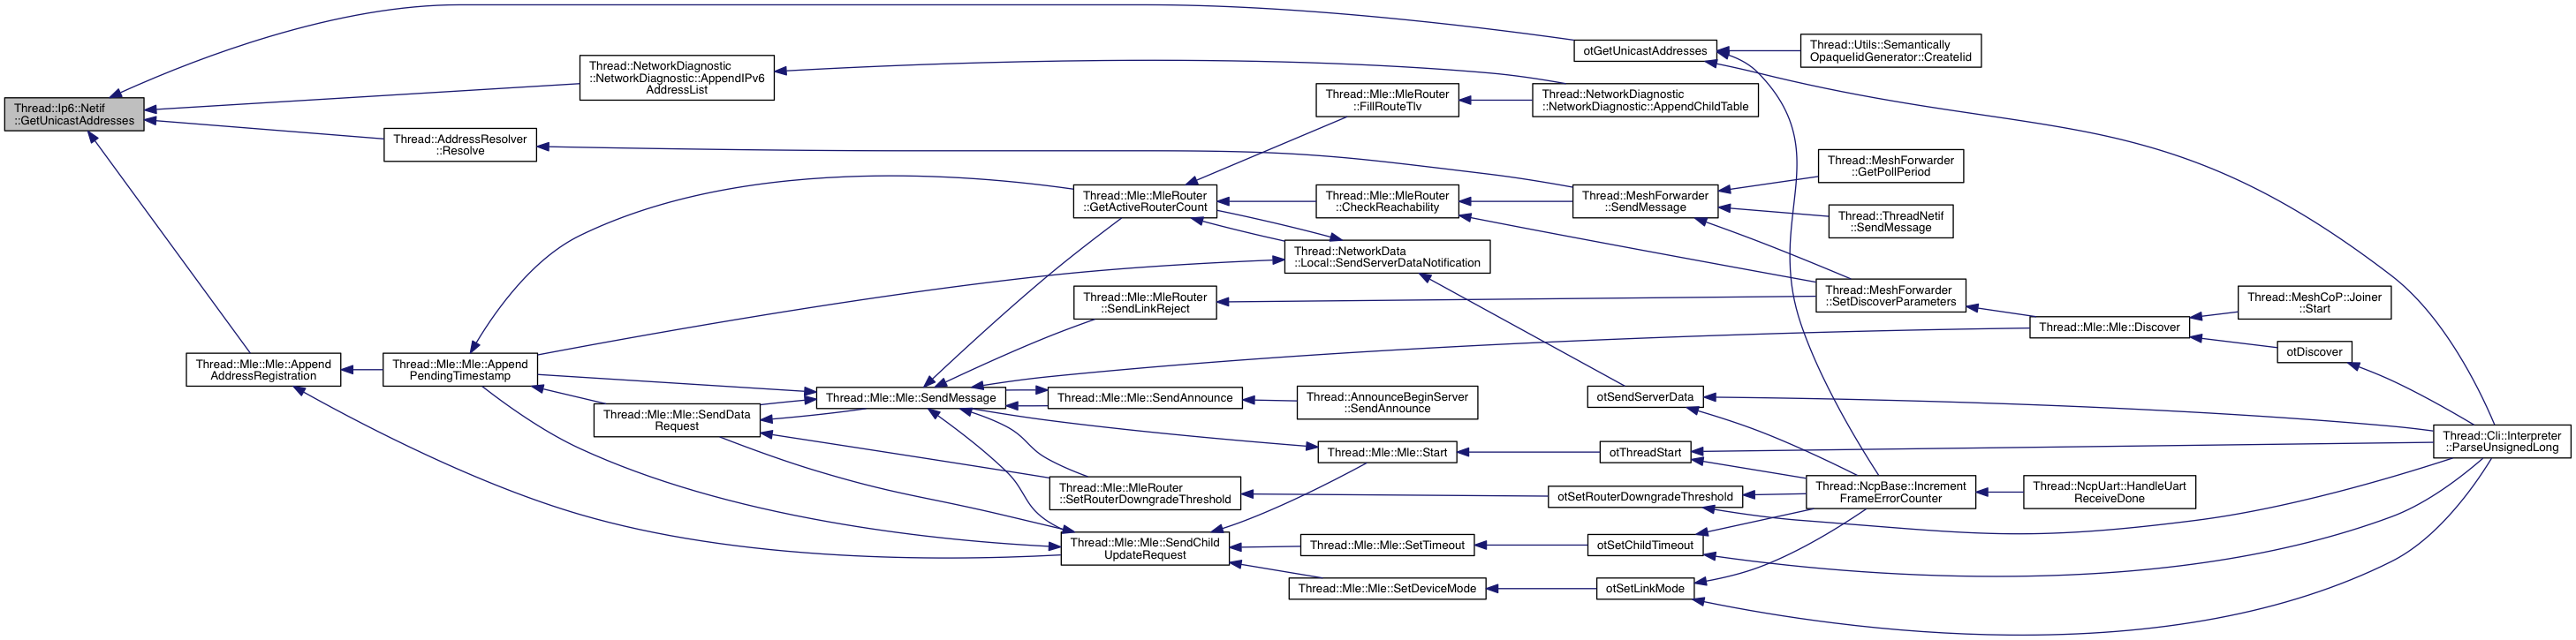 Thread::Ip6::Netif
::GetUnicastAddresses
Thread::NetworkDiagnostic
::NetworkDiagnostic::AppendIPv6
AddressList
Thread::AddressResolver
::Resolve
Thread::Mle::Mle::Append
AddressRegistration
Thread::Mle::Mle::Append
PendingTimestamp
Thread::Mle::Mle::SendData
Request
Thread::Mle::Mle::SendMessage
Thread::Mle::MleRouter
::GetActiveRouterCount
Thread::Mle::MleRouter
::SendLinkReject
Thread::Mle::Mle::SendAnnounce
Thread::Mle::MleRouter
::SetRouterDowngradeThreshold
Thread::Mle::Mle::SendChild
UpdateRequest
Thread::Mle::MleRouter
::FillRouteTlv
Thread::Mle::MleRouter
::CheckReachability
Thread::NetworkData
::Local::SendServerDataNotification
Thread::AnnounceBeginServer
::SendAnnounce
Thread::Mle::Mle::Start
Thread::Mle::Mle::SetTimeout
Thread::Mle::Mle::SetDeviceMode
otGetUnicastAddresses
Thread::NetworkDiagnostic
::NetworkDiagnostic::AppendChildTable
Thread::MeshForwarder
::SendMessage
otSendServerData
otThreadStart
otSetRouterDowngradeThreshold
otSetChildTimeout
otSetLinkMode
Thread::Utils::Semantically
OpaqueIidGenerator::CreateIid
Thread::MeshForwarder
::GetPollPeriod
Thread::ThreadNetif
::SendMessage
Thread::MeshForwarder
::SetDiscoverParameters
Thread::NcpBase::Increment
FrameErrorCounter
Thread::Mle::Mle::Discover
Thread::NcpUart::HandleUart
ReceiveDone
Thread::MeshCoP::Joiner
::Start
otDiscover
Thread::Cli::Interpreter
::ParseUnsignedLong